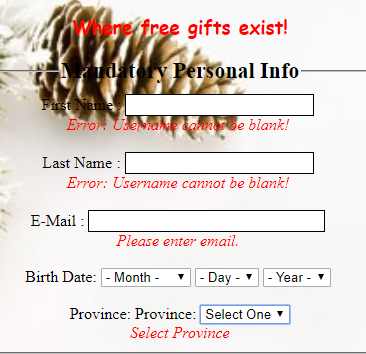 Where free gifts exist!
Mandatory Personal Info
First Name :
Error: Username cannot be blank!
Last Name :
Error: Username cannot be blank!
E-Mail :
Please enter email.
Birth Date: - Month - - Day - - Year -
Province: Province: Select One
Select Province